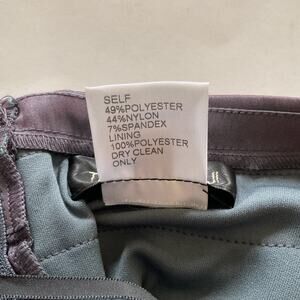 SELF
49%POLYESTER
44%NYLON
7%SPANDEX
LINING
100%POLYESTER
DRY CLEAN
ONLY